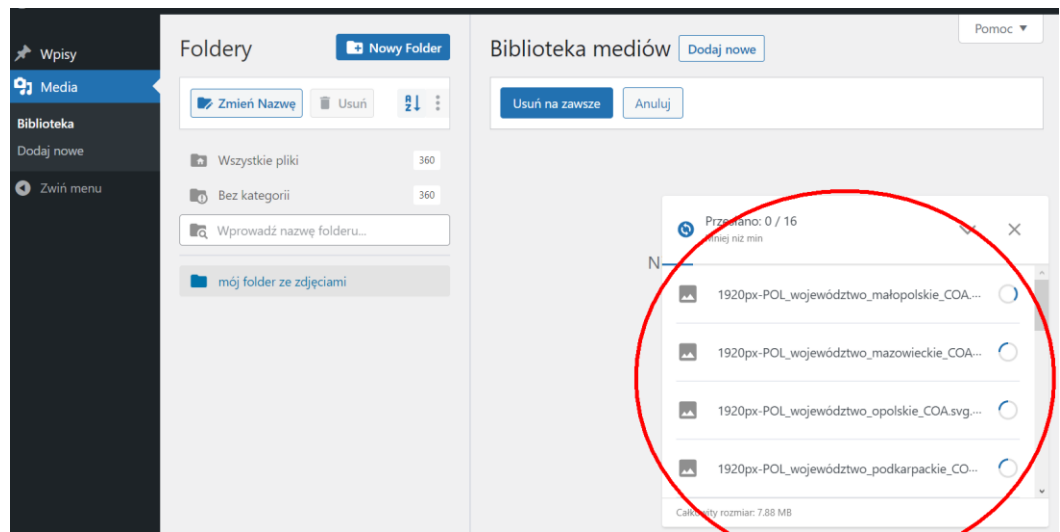 Wpisy
Media
Biblioteka
Dodaj nowe
Zwiń menu
Foldery
Nowy Folder
Zmień Nazwę
Usuń
Wszystkie pliki 360
Bez kategorii 360
Wprowadź nazwę folderu...
mój folder ze zdjęciami
Pomoc ▼
Biblioteka mediów
Dodaj nowe
Usuń na zawsze
Anuluj
N
Przesłano: 0 / 16
Mniej niż min
1920px-POL_województwo_małopolskie_COA....
1920px-POL_województwo_mazowieckie_COA...
1920px-POL_województwo_opolskie_COA.svg....
1920px-POL_województwo_podkarpackie_CO...
Całkowity rozmiar: 7.88 MB